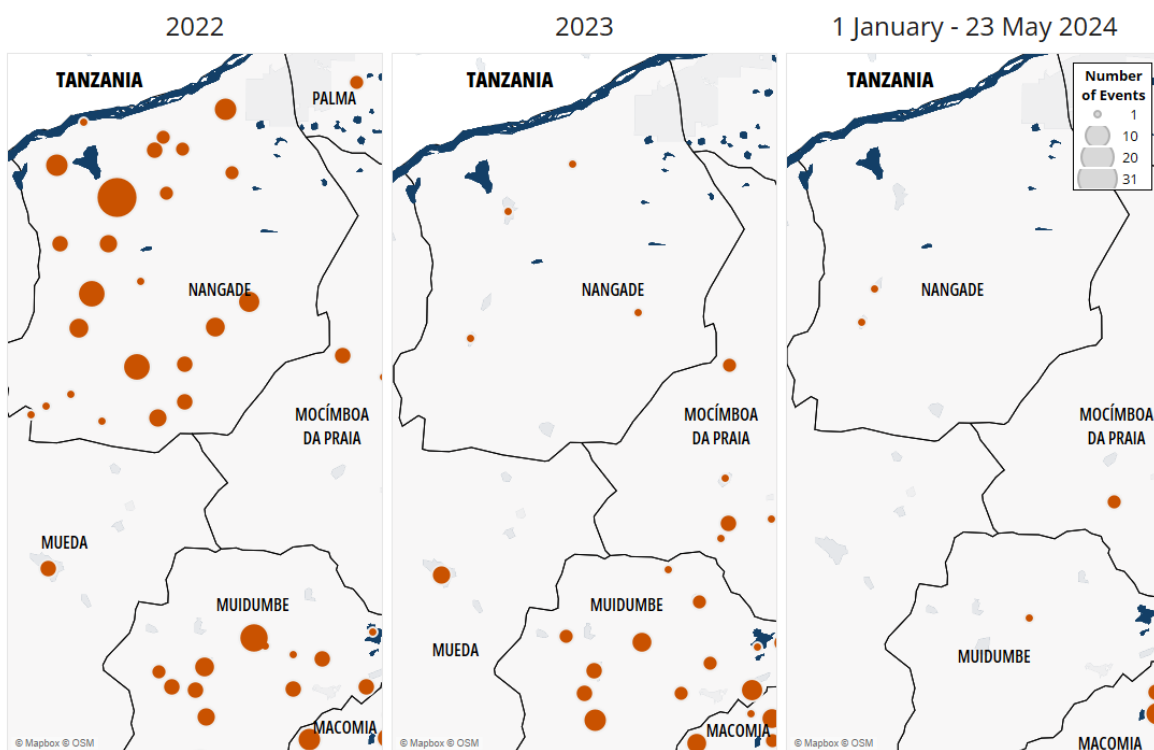 2022
2023
1 January - 23 May 2024
TANZANIA
PALMA
NANGADE
MOCÍMBOA
DA PRAIA
MUEDA
MUIDUMBE
MACOMIA
© Mapbox © OSM
TANZANIA
NANGADE
MOCÍMBOA
DA PRAIA
MUIDUMBE
MUEDA
MACOMIA
© Mapbox © OSM
TANZANIA
Number
of Events
1
10
20
31
NANGADE
MOCÍMBOA
DA PRAIA
MUIDUMBE
MACOMIA
© Mapbox © OSM